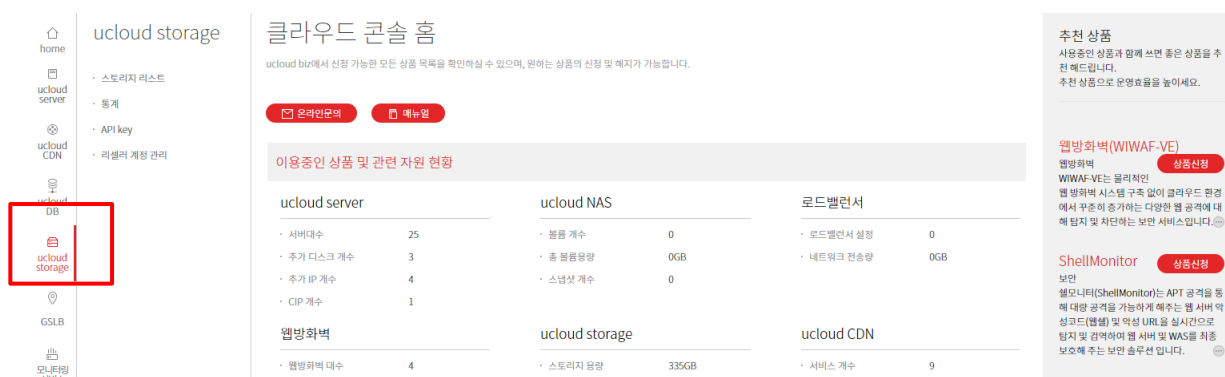 home
ucloud
server
ucloud
CDN
ucloud
DB
ucloud
storage
GSLB
모니터링
ucloud storage
· 스토리지 리스트
· 통계
· API key
· 리셀러 계정 관리
클라우드 콘솔 홈
ucloud biz에서 신청 가능한 모든 상품 목록을 확인하실 수 있으며, 원하는 상품의 신청 및 해지가 가능합니다.
온라인문의 매뉴얼
이용중인 상품 및 관련 자원 현황
ucloud server
· 서버대수 25
· 추가 디스크 개수 3
· 추가 IP 개수 4
· CIP 개수 1
ucloud NAS
· 볼륨 개수 0
· 총 볼륨용량 0GB
· 스냅샷 개수 0
로드밸런서
· 로드밸런서 설정 0
· 네트워크 전송량 0GB
웹방화벽
· 웹방화벽 대수 4
ucloud storage
· 스토리지 용량 335GB
ucloud CDN
· 서비스 개수 9
추천 상품
사용중인 상품과 함께 쓰면 좋은 상품을 추
천 해드립니다.
추천 상품으로 운영효율을 높이세요.
웹방화벽(WIWAF-VE)
웹방화벽 상품신청
WIWAF-VE는 물리적인
웹 방화벽 시스템 구축 없이 클라우드 환경
에서 꾸준히 증가하는 다양한 웹 공격에 대
해 탐지 및 차단하는 보안 서비스입니다.
ShellMonitor 상품신청
보안
쉘모니터(ShellMonitor)는 APT 공격을 통
해 대량 공격을 가능하게 해주는 웹 서버 악
성코드(웹쉘) 및 악성 URL을 실시간으로
탐지 및 검역하여 웹 서버 및 WAS를 최종
보호해 주는 보안 솔루션 입니다.